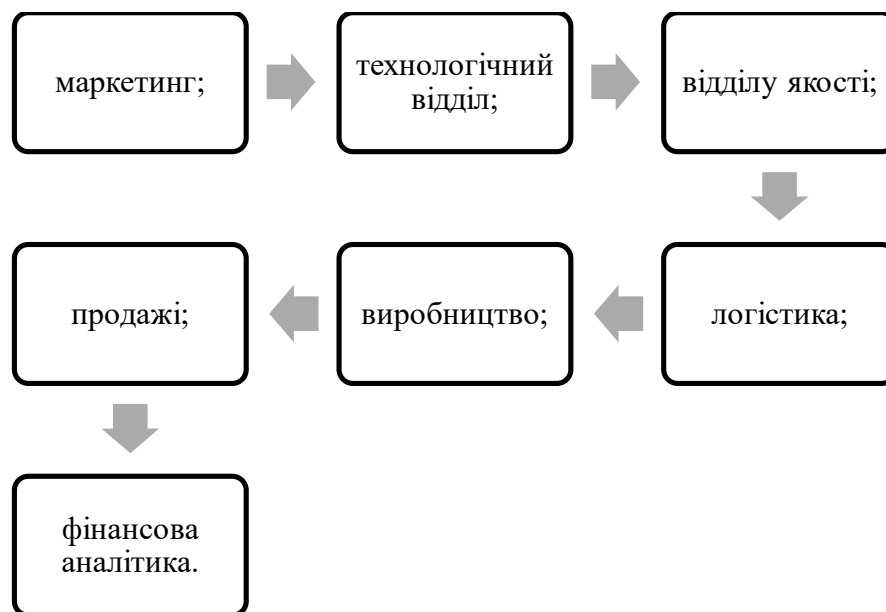 маркетинг;
технологічний
відділ;
відділу якості;
логістика;
виробництво;
продажі;
фінансова
аналітика.